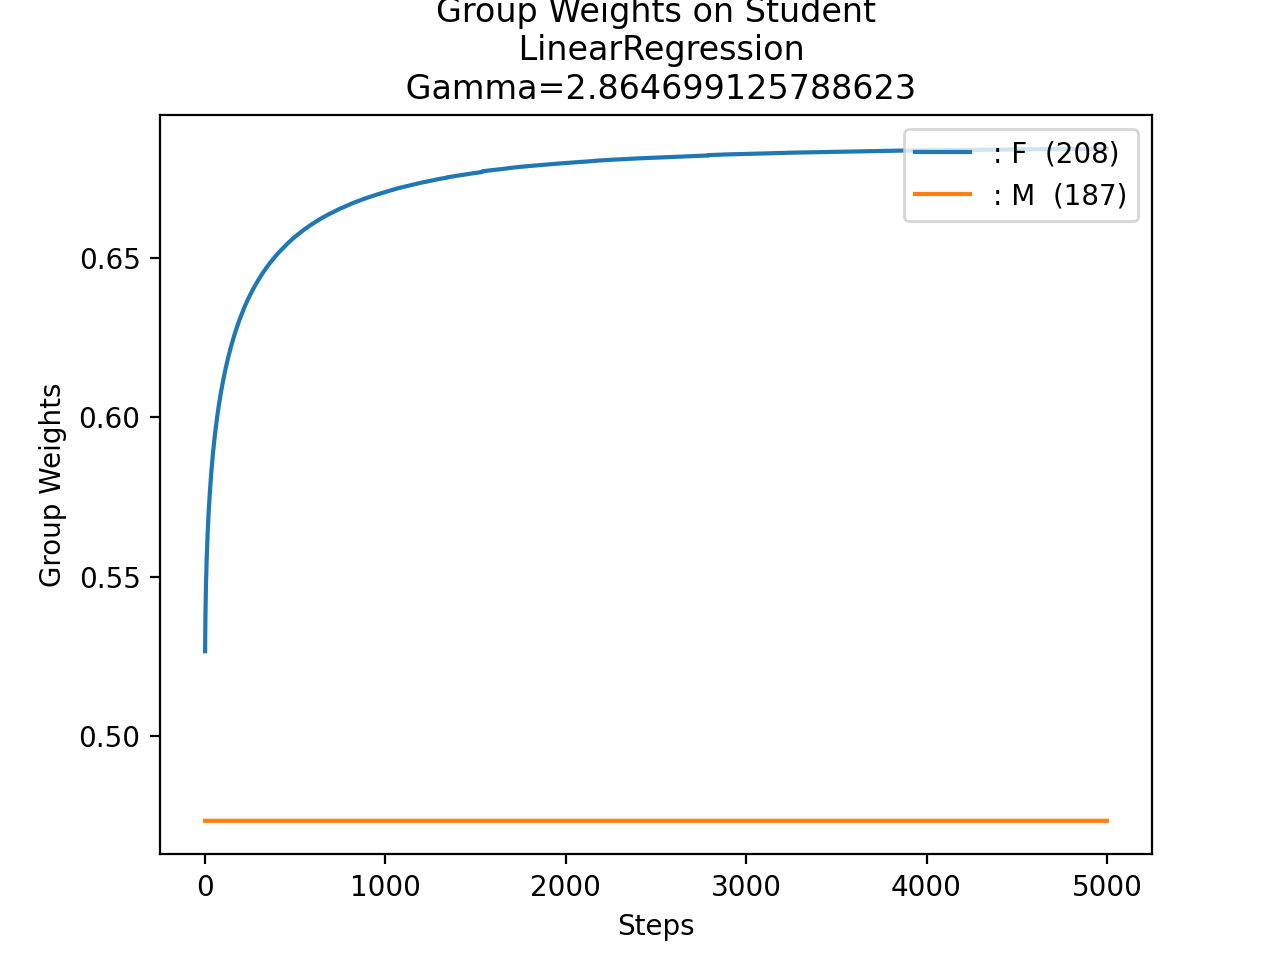 Group Weights on Student
LinearRegression
Gamma=2.864699125788623
: F (208)
: M (187)
0.65
0.60
0.55
0.50
Group Weights
0 1000 2000 3000 4000 5000
Steps